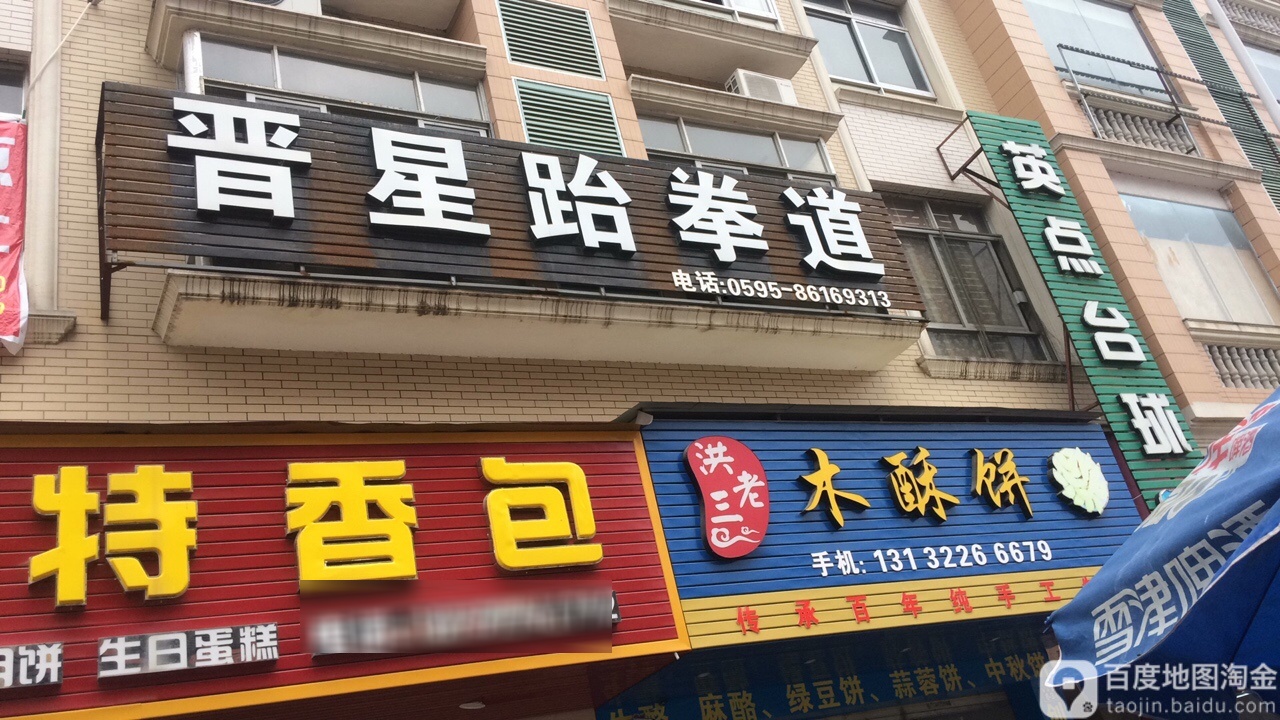 晋星跆拳道
电话:0595-86169313
英点台球
特香包
月饼 生日蛋糕
洪老三
木酥饼
手机: 131 3226 6679
传承百年纯手工
麻酪、绿豆饼、蒜蓉饼、中秋饼
雪津啤酒
百度地图淘金
taojin.baidu.com